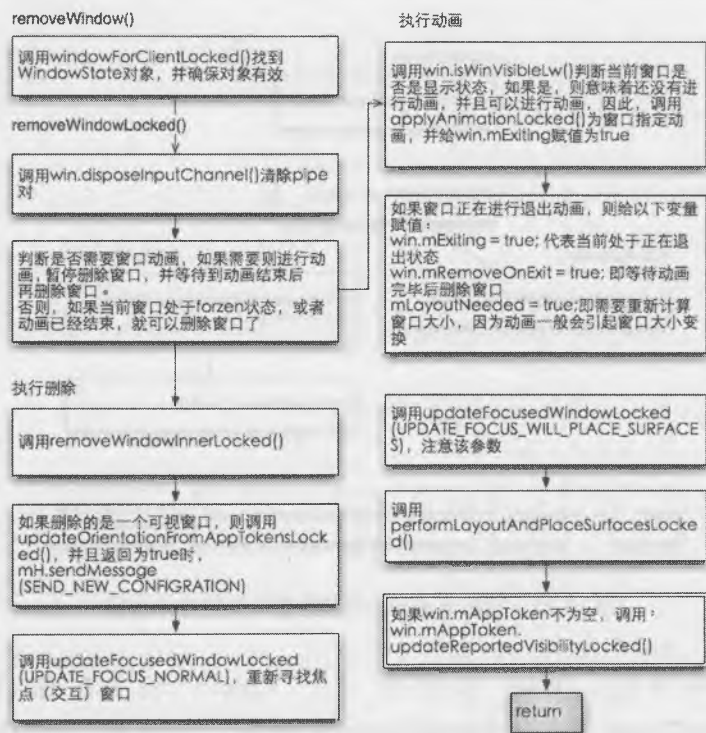 removeWindow()
调用windowForClientLocked()找到
WindowState对象，并确保对象有效
removeWindowLocked()
调用win.disposeInputChannel()清除pipe
对
判断是否需要窗口动画，如果需要则进行动
画，暂停删除窗口，并等待到动画结束后
再删除窗口。
否则，如果当前窗口处于forzen状态，或者
动画已经结束，就可以删除窗口了
执行删除
调用removeWindowInnerLocked()
如果删除的是一个可视窗口，则调用
updateOrientationFromAppTokensLock
ed()，并且返回为true时，
mH.sendMessage
(SEND_NEW_CONFIGRATION)
调用updateFocusedWindowLocked
(UPDATE_FOCUS_NORMAL)，重新寻找焦
点（交互）窗口
执行动画
调用win.isWinVisibleLw()判断当前窗口是
否是显示状态，如果是，则意味着还没有进
行动画，并且可以进行动画，因此，调用
applyAnimationLocked()为窗口指定动
画，并给win.mExiting赋值为true
如果窗口正在进行退出动画，则给以下变量
赋值：
win.mExiting = true; 代表当前处于正在退
出状态
win.mRemoveOnExit = true; 即等待动画
完毕后删除窗口
mLayoutNeeded = true;即需要重新计算
窗口大小，因为动画一般会引起窗口大小变
换
调用updateFocusedWindowLocked
(UPDATE_FOCUS_WILL_PLACE_SURFACE
S)，注意该参数
调用
performLayoutAndPlaceSurfacesLocke
d()
如果win.mAppToken不为空，调用：
win.mAppToken.
updateReportedVisibilityLocked()
return